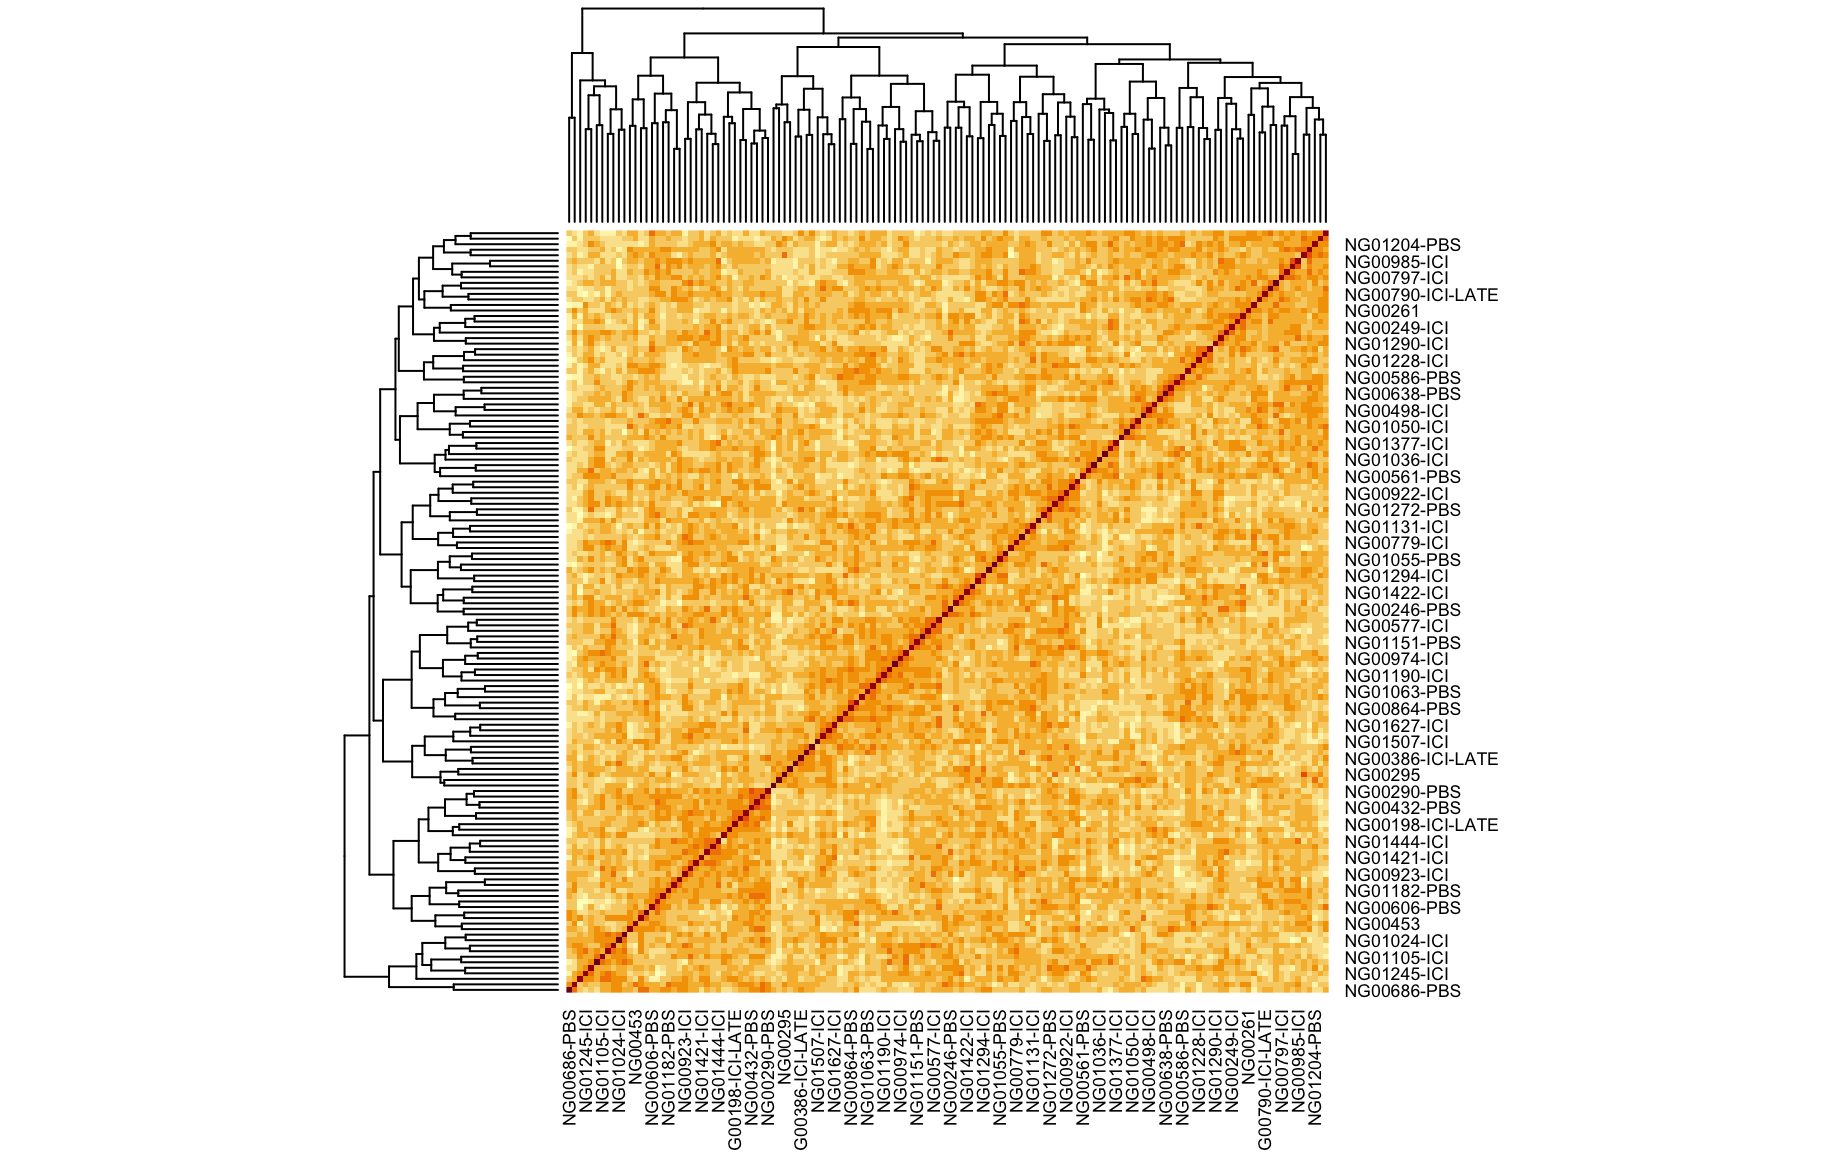 NG01204-PBS
NG00985-ICI
NG00797-ICI
NG00790-ICI-LATE
NG00261
NG00249-ICI
NG01290-ICI
NG01228-ICI
NG00586-PBS
NG00638-PBS
NG00498-ICI
NG01050-ICI
NG01377-ICI
NG01036-ICI
NG00561-PBS
NG00922-ICI
NG01272-PBS
NG01131-ICI
NG00779-ICI
NG01055-PBS
NG01294-ICI
NG01422-ICI
NG00246-PBS
NG00577-ICI
NG01151-PBS
NG00974-ICI
NG01190-ICI
NG01063-PBS
NG00864-PBS
NG01627-ICI
NG01507-ICI
NG00386-ICI-LATE
NG00295
NG00290-PBS
NG00432-PBS
NG00198-ICI-LATE
NG01444-ICI
NG01421-ICI
NG00923-ICI
NG01182-PBS
NG00606-PBS
NG00453
NG01024-ICI
NG01105-ICI
NG01245-ICI
NG00686-PBS
NG00686-PBS
NG01245-ICI
NG01105-ICI
NG01024-ICI
NG00453
NG00606-PBS
NG01182-PBS
NG00923-ICI
NG01421-ICI
NG01444-ICI
G00198-ICI-LATE
NG00432-PBS
NG00290-PBS
NG00295
G00386-ICI-LATE
NG01507-ICI
NG01627-ICI
NG00864-PBS
NG01063-PBS
NG01190-ICI
NG00974-ICI
NG01151-PBS
NG00577-ICI
NG00246-PBS
NG01422-ICI
NG01294-ICI
NG01055-PBS
NG00779-ICI
NG01131-ICI
NG01272-PBS
NG00922-ICI
NG00561-PBS
NG01036-ICI
NG01377-ICI
NG01050-ICI
NG00498-ICI
NG00638-PBS
NG00586-PBS
NG01228-ICI
NG01290-ICI
NG00249-ICI
NG00261
G00790-ICI-LATE
NG00797-ICI
NG00985-ICI
NG01204-PBS